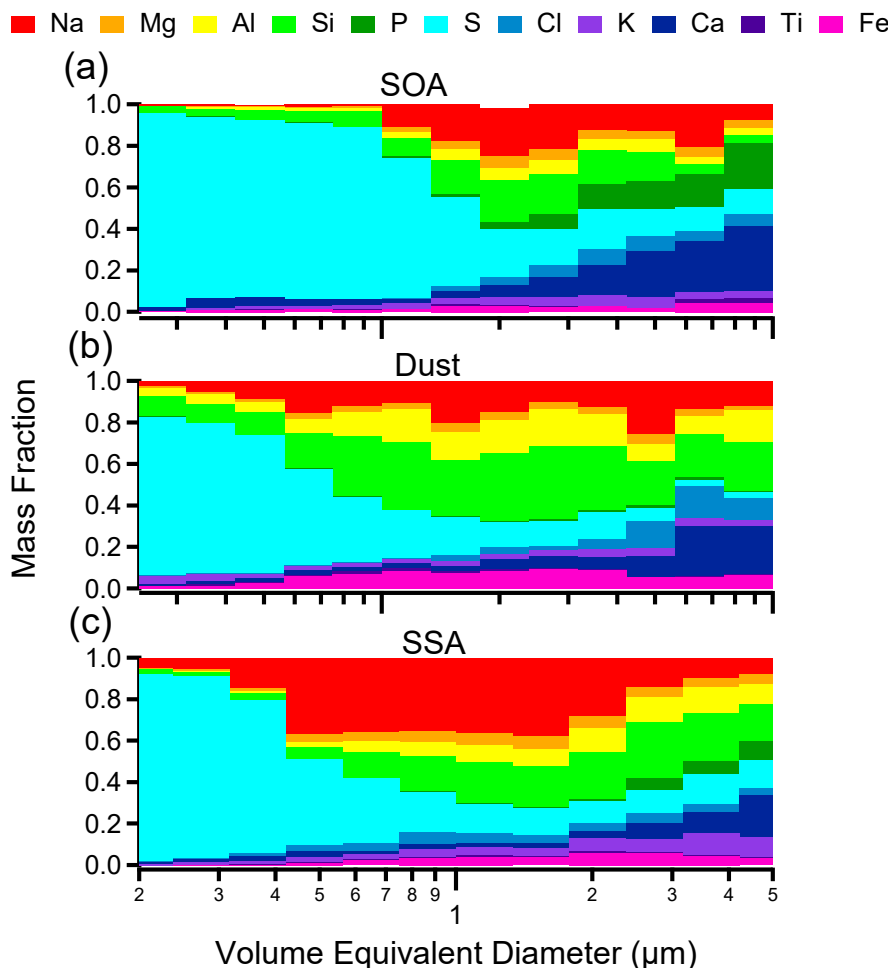 Na Mg Al Si P S Cl K Ca Ti Fe
(a)
SOA
1.0
0.8
0.6
0.4
0.2
0.0
(b)
Dust
1.0
0.8
0.6
0.4
0.2
0.0
Mass Fraction
(c)
SSA
1.0
0.8
0.6
0.4
0.2
0.0
2 3 4 5 6 7 8 9 2 3 4 5
1
Volume Equivalent Diameter (µm)